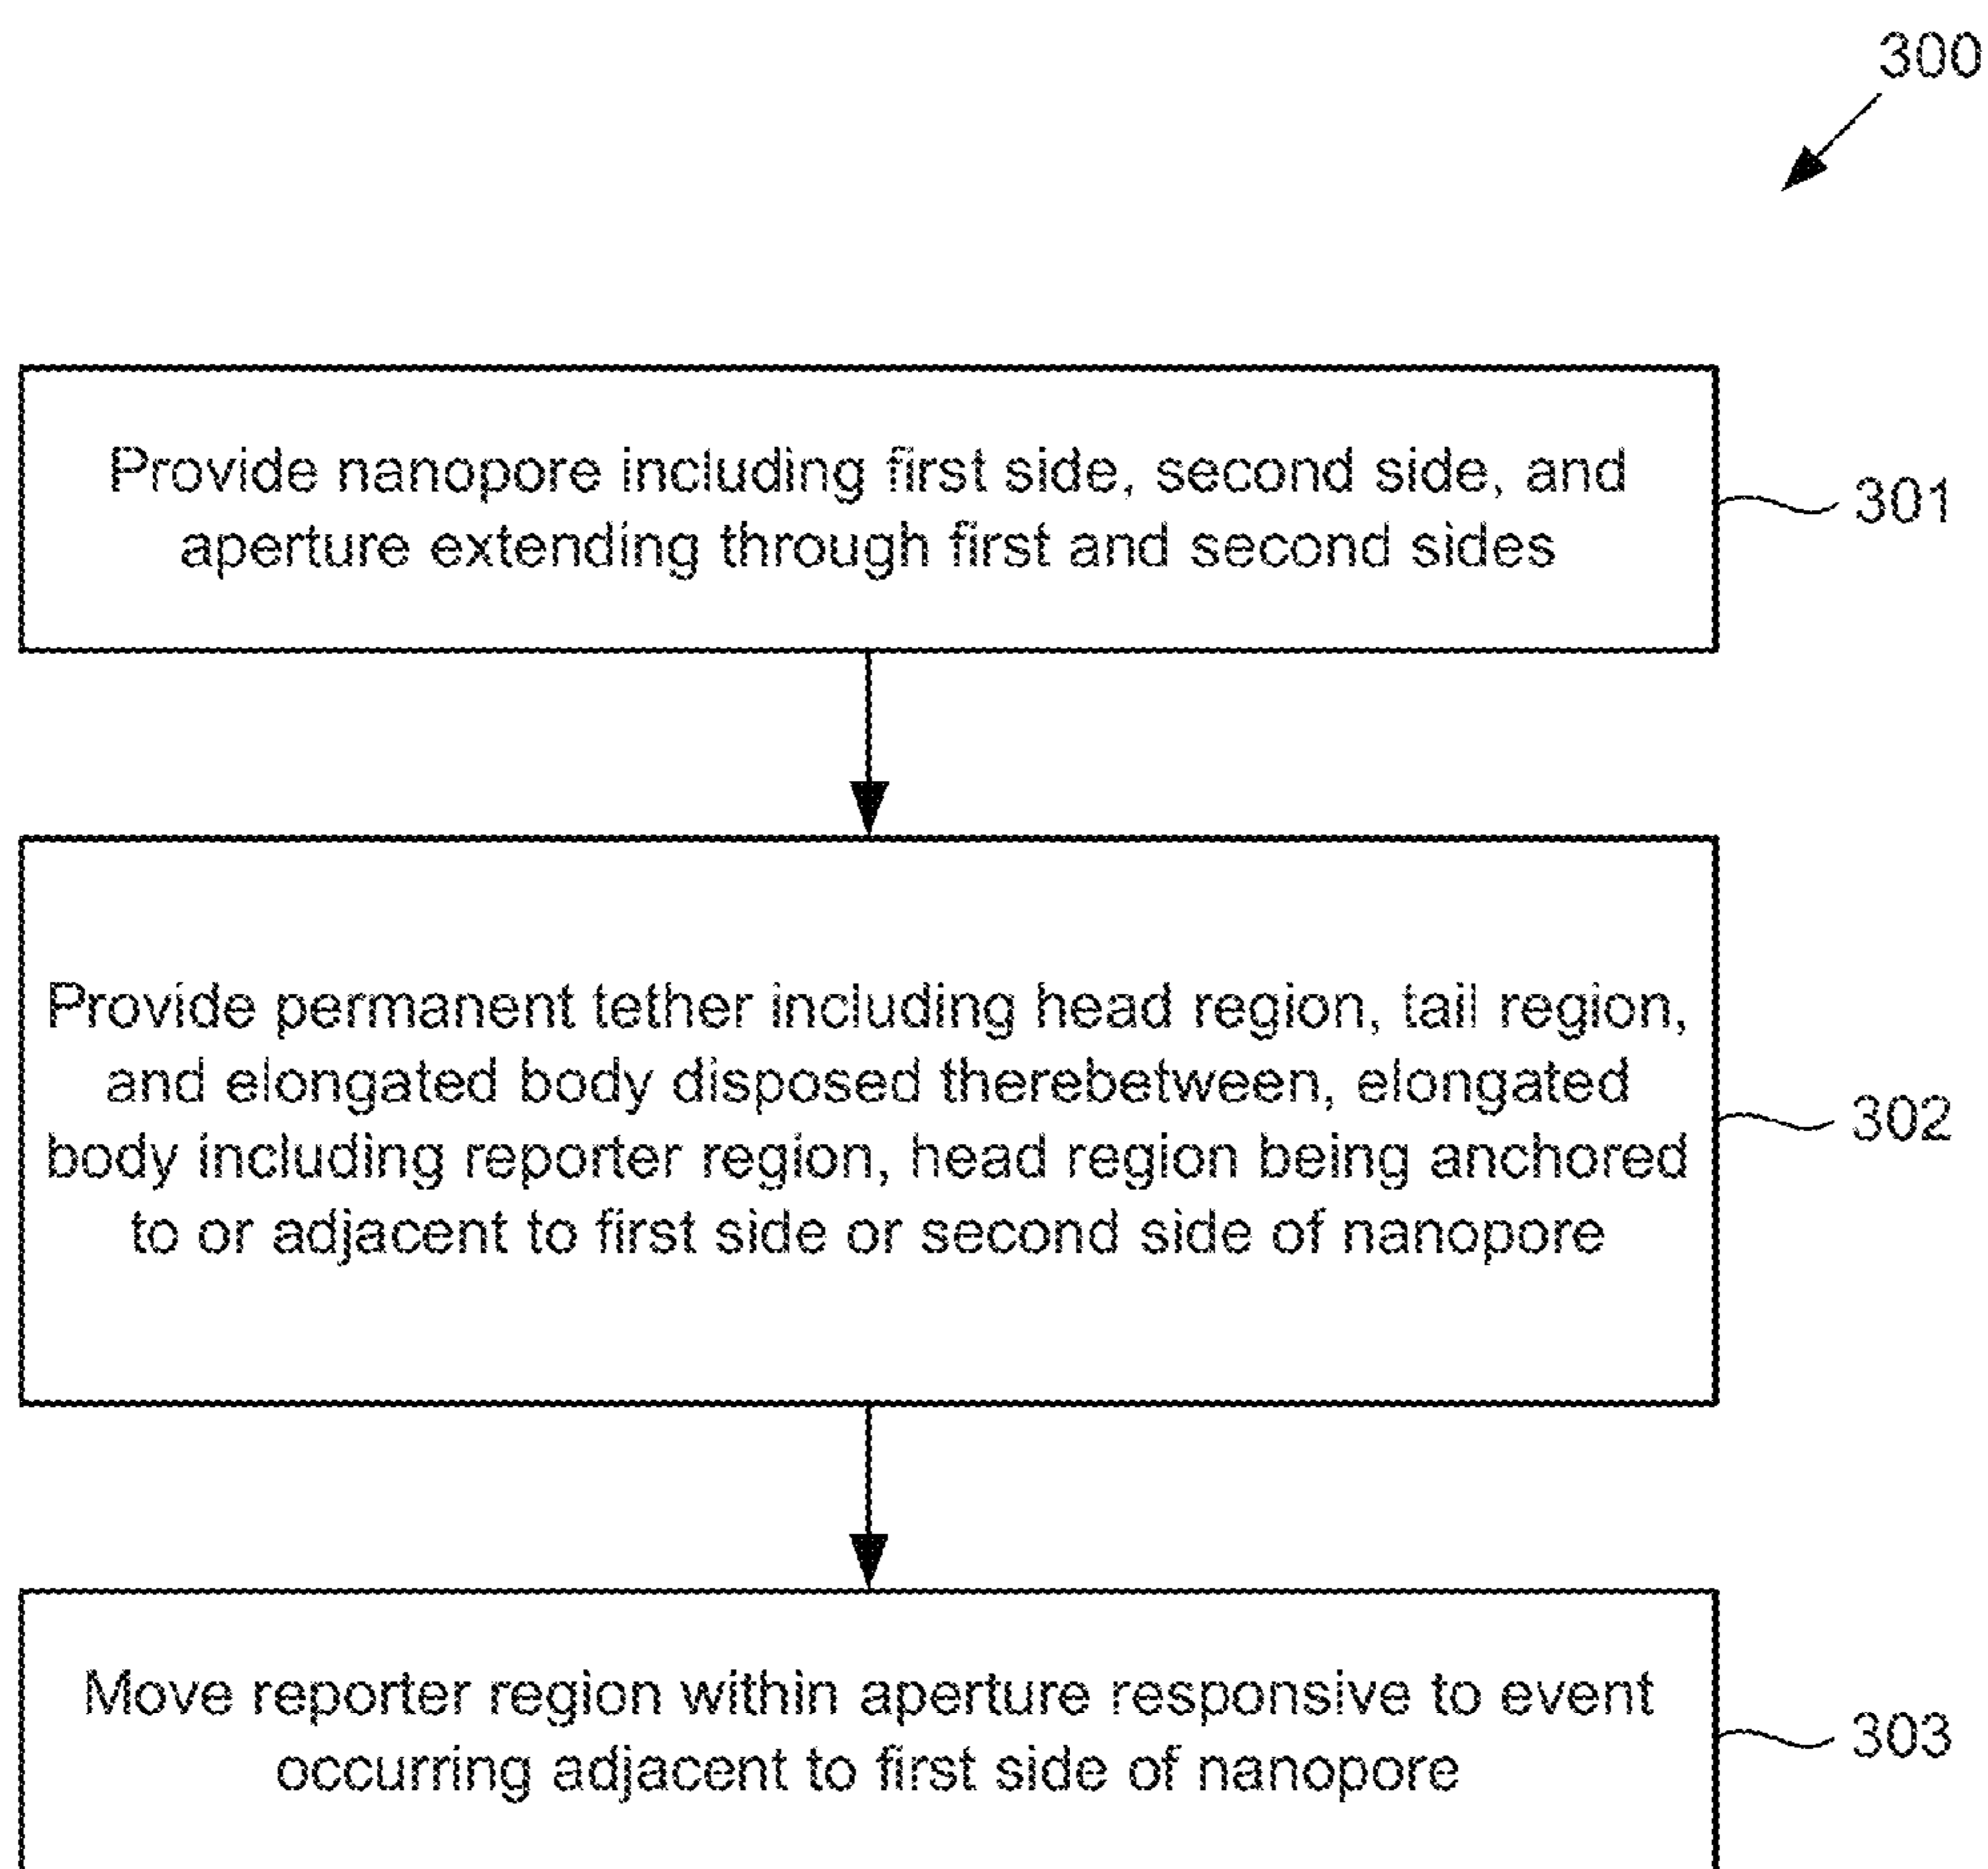 300
Provide nanopore including first side, second side, and
aperture extending through first and second sides
301
Provide permanent tether including head region, tail region,
and elongated body disposed therebetween, elongated
body including reporter region, head region being anchored
to or adjacent to first side or second side of nanopore
302
Move reporter region within aperture responsive to event
occurring adjacent to first side of nanopore
303